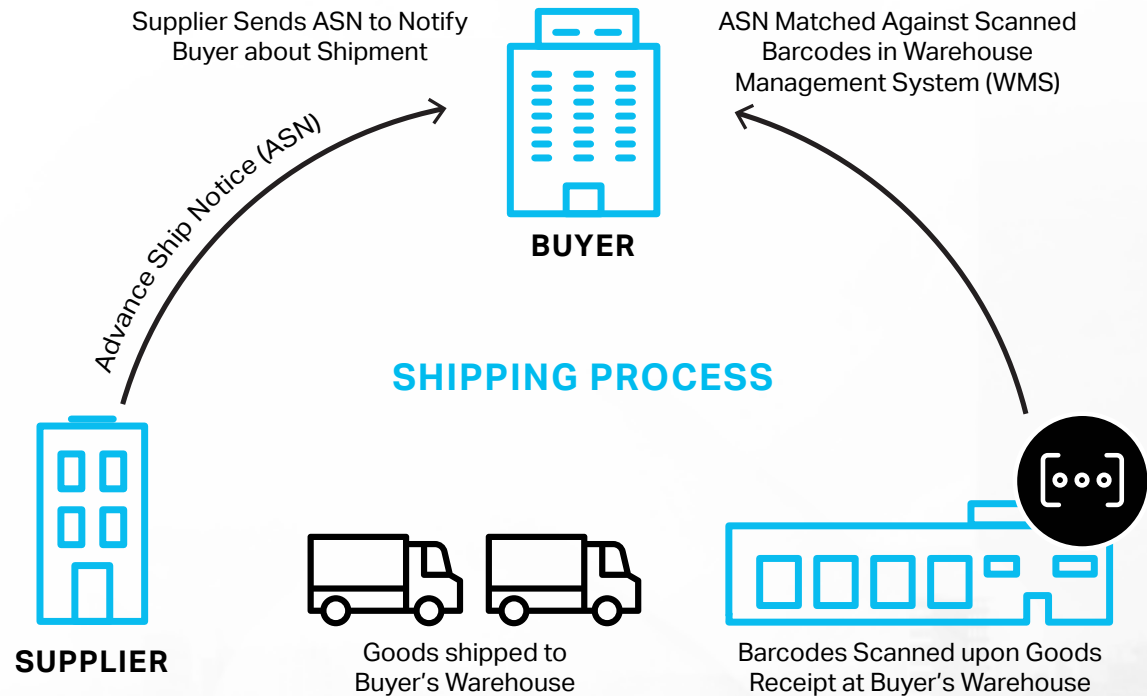 Supplier Sends ASN to Notify
Buyer about Shipment
ASN Matched Against Scanned
Barcodes in Warehouse
Management System (WMS)
Advance Ship Notice (ASN)
BUYER
SHIPPING PROCESS
SUPPLIER
Goods shipped to
Buyer's Warehouse
Barcodes Scanned upon Goods
Receipt at Buyer's Warehouse